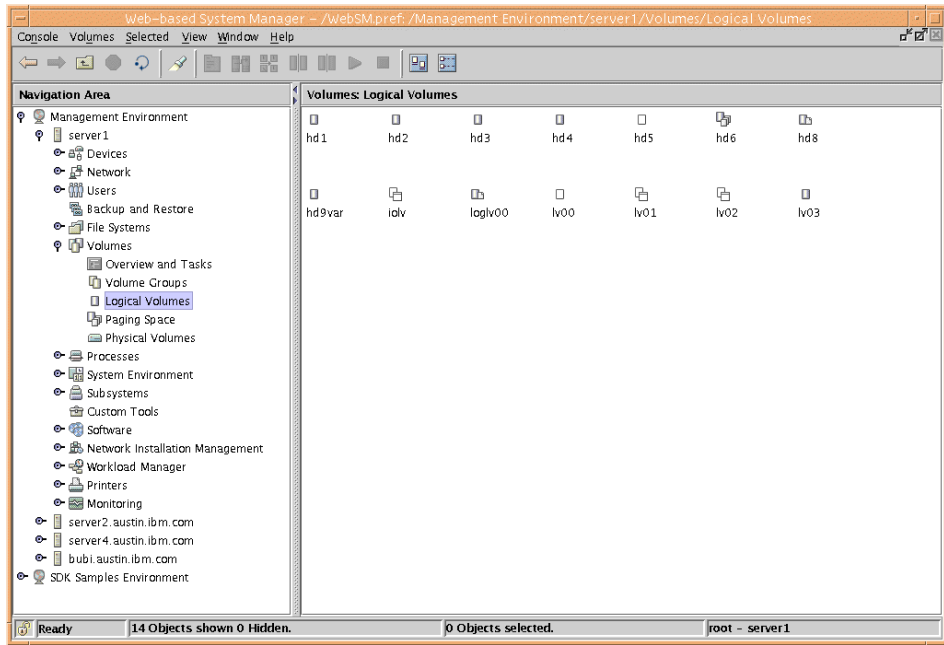 Web-based System Manager - /WebSM.pref: /Management Environment/server1/Volumes/Logical Volumes
Console Volumes Selected View Window Help
Navigation Area
Management Environment
server1
Devices
Network
Users
Backup and Restore
File Systems
Volumes
Overview and Tasks
Volume Groups
Logical Volumes
Paging Space
Physical Volumes
Processes
System Environment
Subsystems
Custom Tools
Software
Network Installation Management
Workload Manager
Printers
Monitoring
server2.austin.ibm.com
server4.austin.ibm.com
bubi.austin.ibm.com
SDK Samples Environment
Volumes: Logical Volumes
hd1 hd2 hd3 hd4 hd5 hd6 hd8
hd9var iolv loglv00 lv00 lv01 lv02 lv03
Ready 14 Objects shown 0 Hidden. 0 Objects selected. root - server1